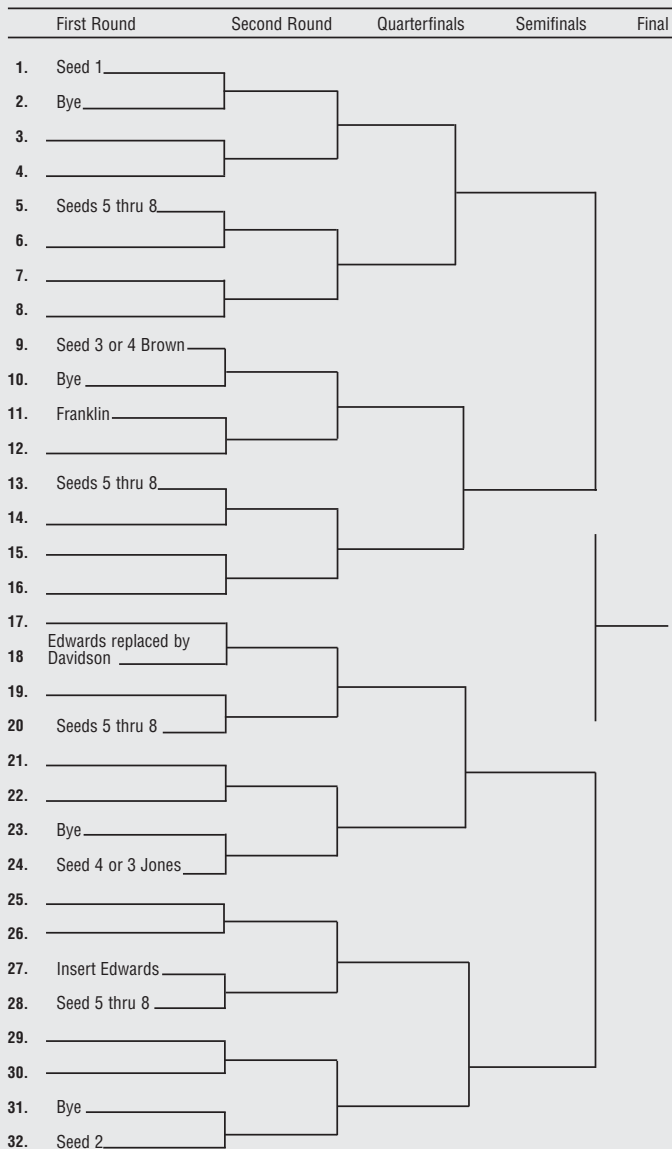 First Round Second Round Quarterfinals Semifinals Final
1. Seed 1
2. Bye
3.
4.
5. Seeds 5 thru 8
6.
7.
8.
9. Seed 3 or 4 Brown
10. Bye
11. Franklin
12.
13. Seeds 5 thru 8
14.
15.
16.
17.
Edwards replaced by
18 Davidson
19.
20 Seeds 5 thru 8
21.
22.
23. Bye
24. Seed 4 or 3 Jones
25.
26.
27. Insert Edwards
28. Seed 5 thru 8
29.
30.
31. Bye
32. Seed 2